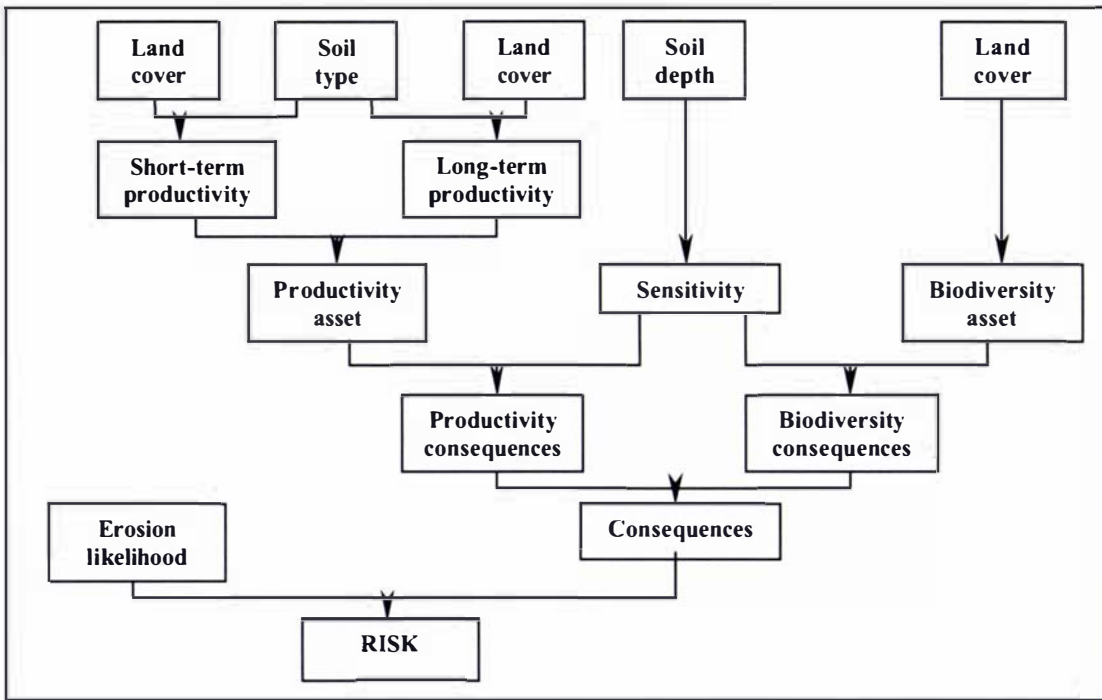 Land
cover
Soil
type
Land
cover
Soil
depth
Land
cover
Short-term
productivity
Long-term
productivity
Productivity
asset
Sensitivity
Biodiversity
asset
Productivity
consequences
Biodiversity
consequences
Erosion
likelihood
Consequences
RISK